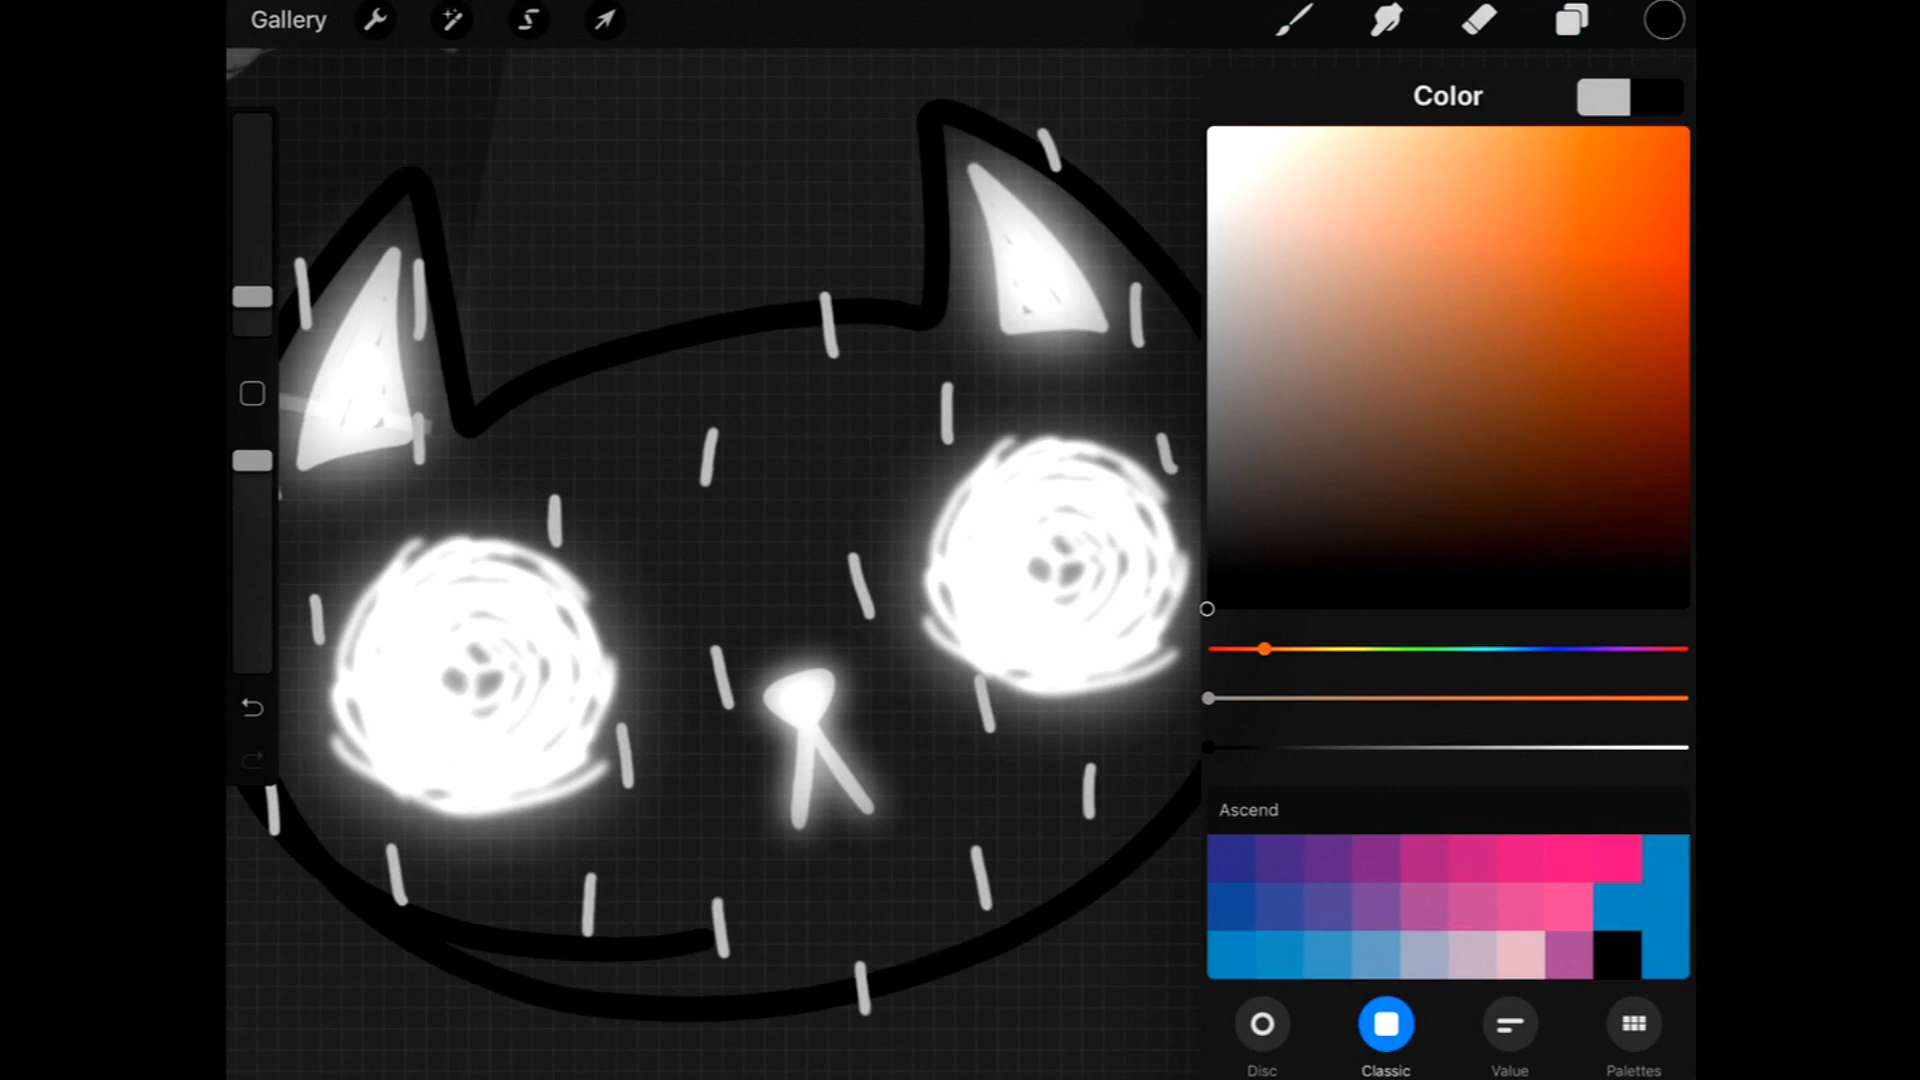 Gallery
Color
Ascend
Disc
Classic
Value
Palettes